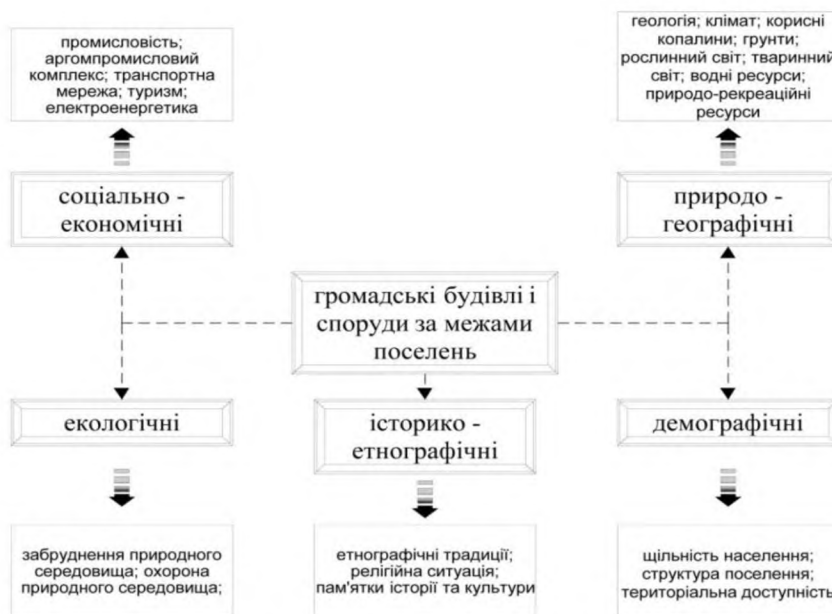 промисловість;
аргомпромисловий
комплекс; транспортна
мережа; туризм;
електроенергетика
геологія; клімат; корисні
копалини; грунти;
рослинний світ; тваринний
світ; водні ресурси;
природо-рекреаційні
ресурси
соціально -
економічні
природо -
географічні
громадські будівлі і
споруди за межами
поселень
екологічні
історико -
етнографічні
демографічні
забруднення природного
середовища; охорона
природного середовища;
етнографічні традиції;
релігійна ситуація;
пам'ятки історії та культури
щільність населення;
структура поселення;
територіальна доступність